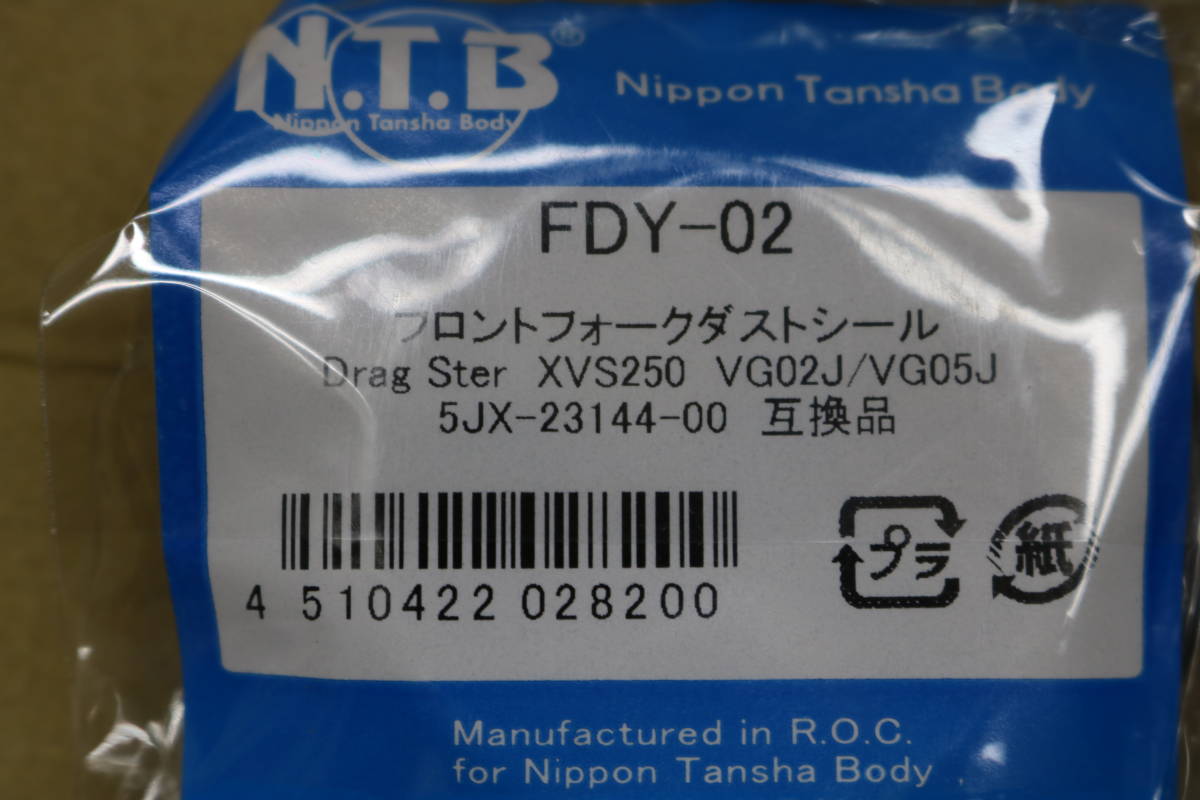 N.T.B®
Nippon Tansha Body
Nippon Tansha Body
FDY-02
フロントフォークダストシール
Drag Ster XVS250 VG02J/VG05J
5JX-23144-00 互換品
4 510422 028200
プラ
紙
Manufactured in R.O.C.
for Nippon Tansha Body